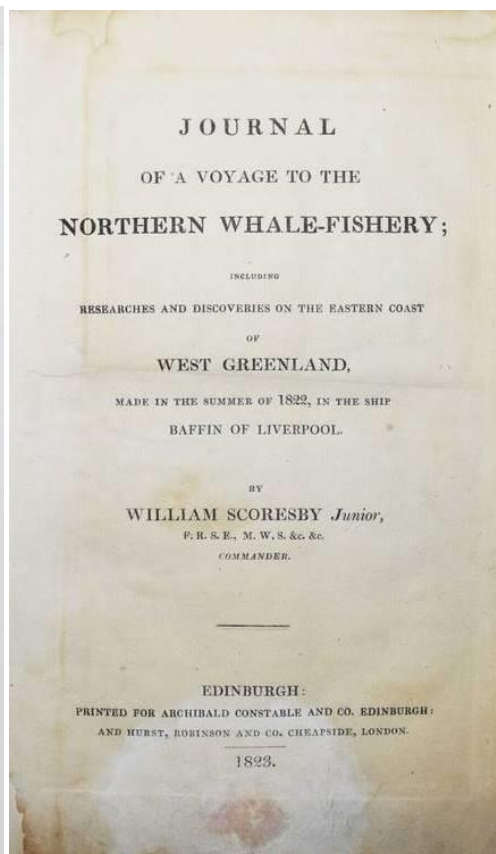 JOURNAL
OF A VOYAGE TO THE
NORTHERN WHALE-FISHERY;
INCLUDING
RESEARCHES AND DISCOVERIES ON THE EASTERN COAST
OF
WEST GREENLAND,
MADE IN THE SUMMER OF 1822, IN THE SHIP
BAFFIN OF LIVERPOOL.
BY
WILLIAM SCORESBY Junior,
F. R. S. E., M. W. S. &c. &c.
COMMANDER.
EDINBURGH:
PRINTED FOR ARCHIBALD CONSTABLE AND CO. EDINBURGH:
AND HURST, ROBINSON AND CO. CHEAPSIDE, LONDON.
1823.